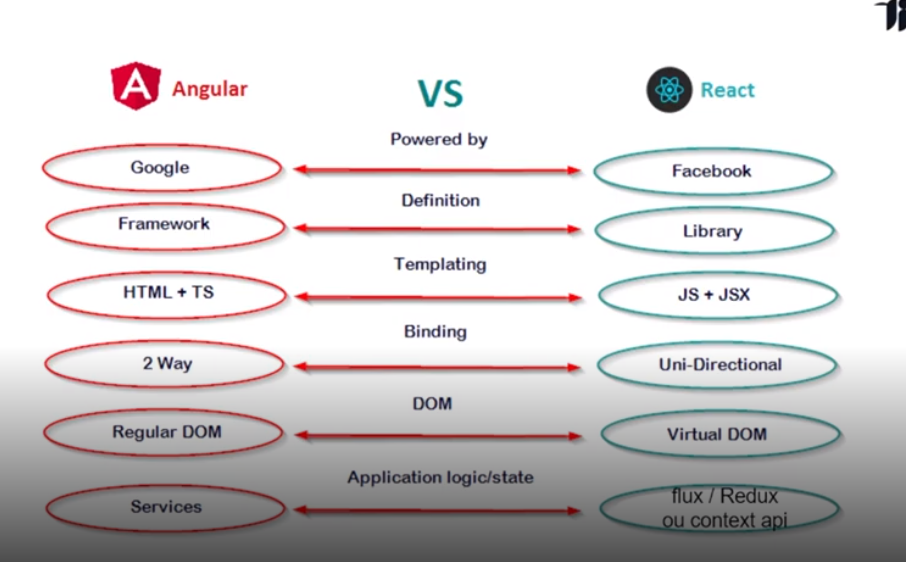 Angular
VS
React
Powered by
Google
Facebook
Definition
Framework
Library
Templating
HTML + TS
JS + JSX
Binding
2 Way
Uni-Directional
DOM
Regular DOM
Virtual DOM
Application logic/state
Services
flux / Redux
ou context api